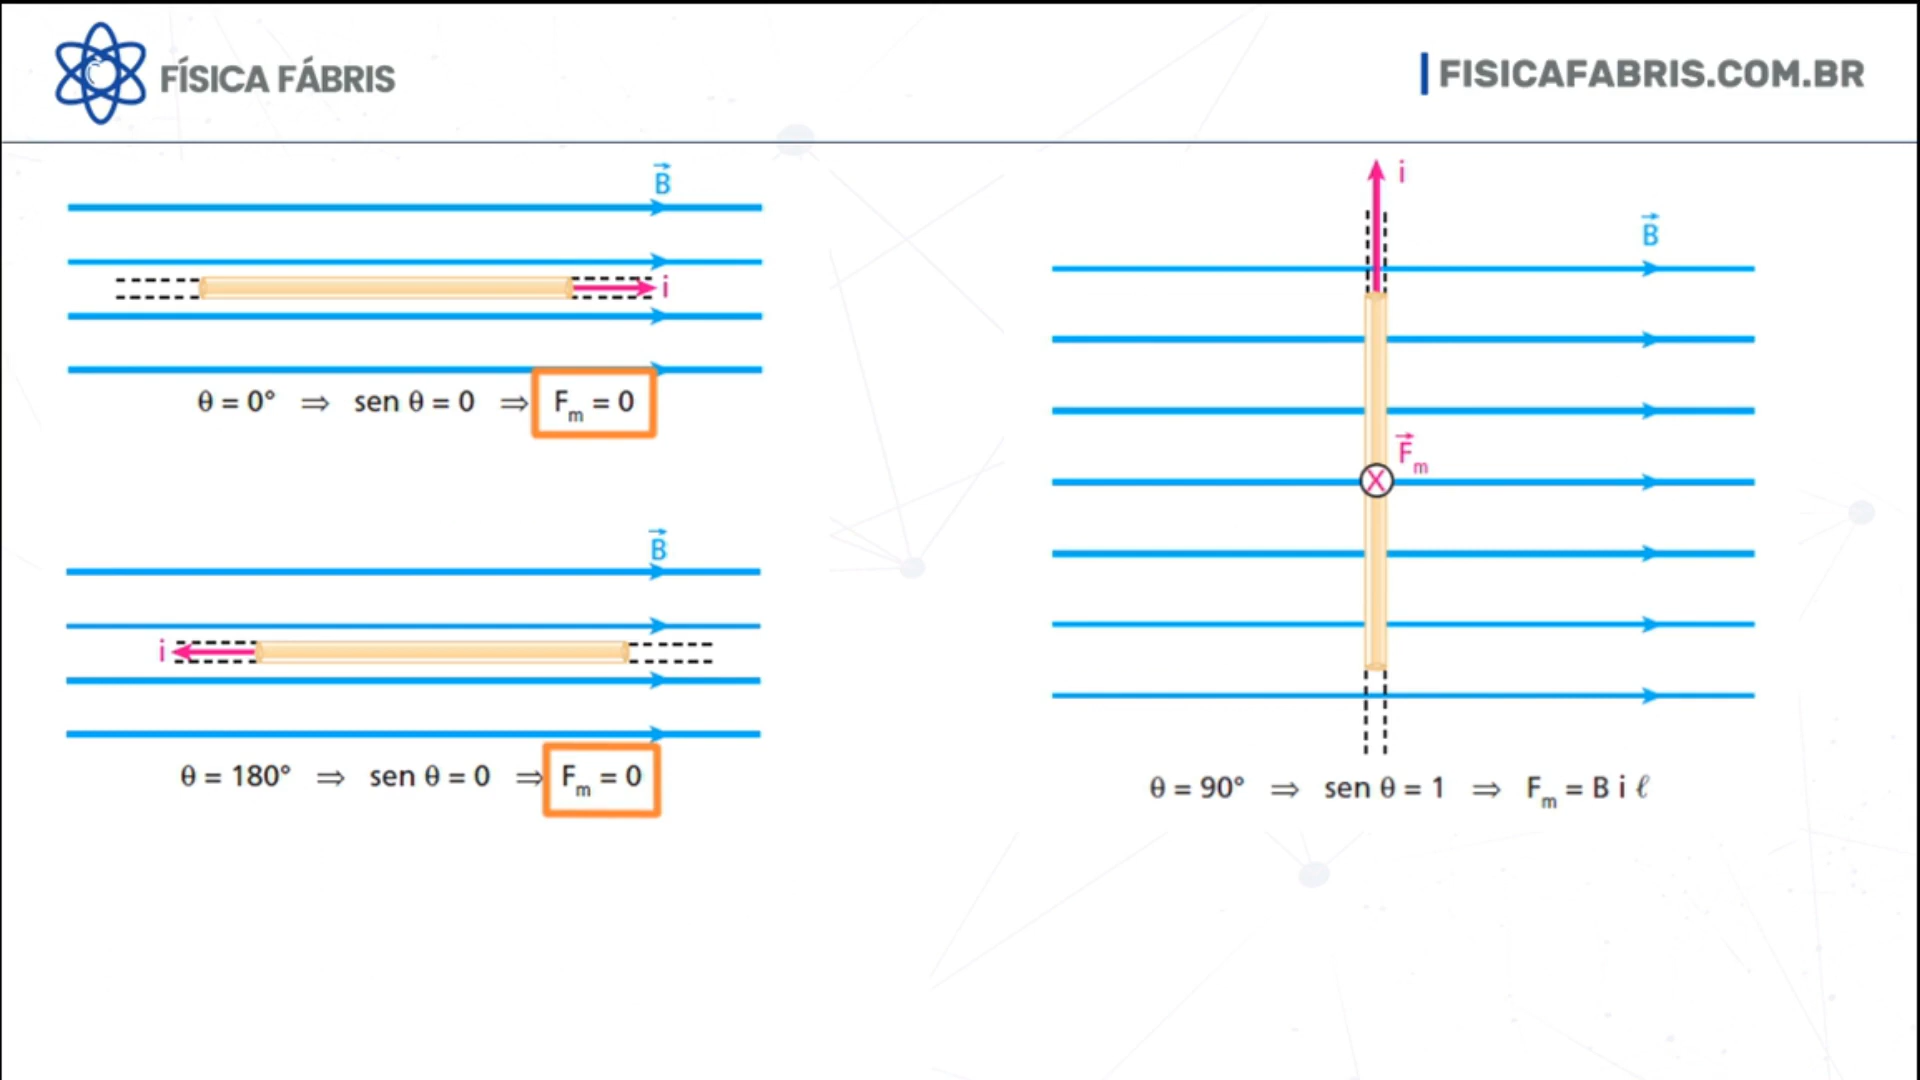 FÍSICA FÁBRIS
FISICAFABRIS.COM.BR
B
i
θ = 0° ⇒ sen θ = 0 ⇒ Fm = 0
B
i
θ = 180° ⇒ sen θ = 0 ⇒ Fm = 0
i
B
Fm
X
θ = 90° ⇒ sen θ = 1 ⇒ Fm = B i ℓ